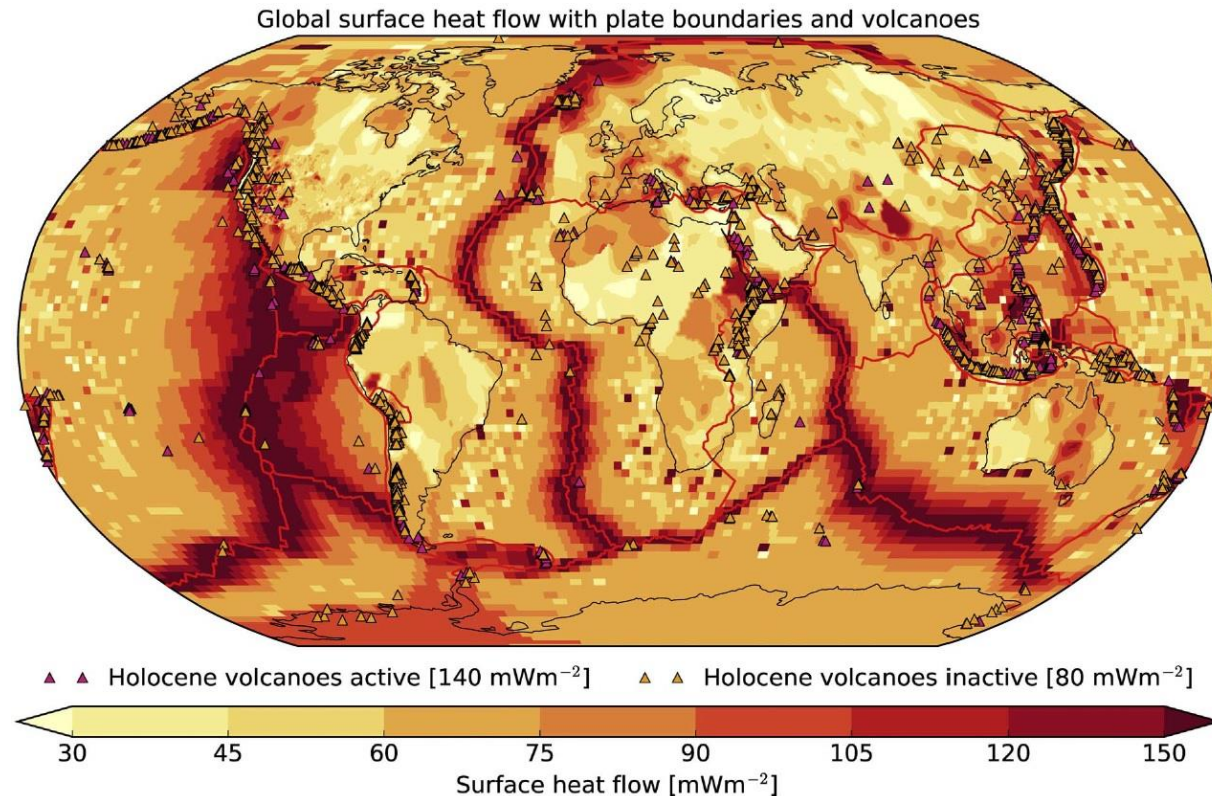 Global surface heat flow with plate boundaries and volcanoes
Holocene volcanoes active [140 mWm⁻²] Holocene volcanoes inactive [80 mWm⁻²]
30 45 60 75 90 105 120 150
Surface heat flow [mWm⁻²]